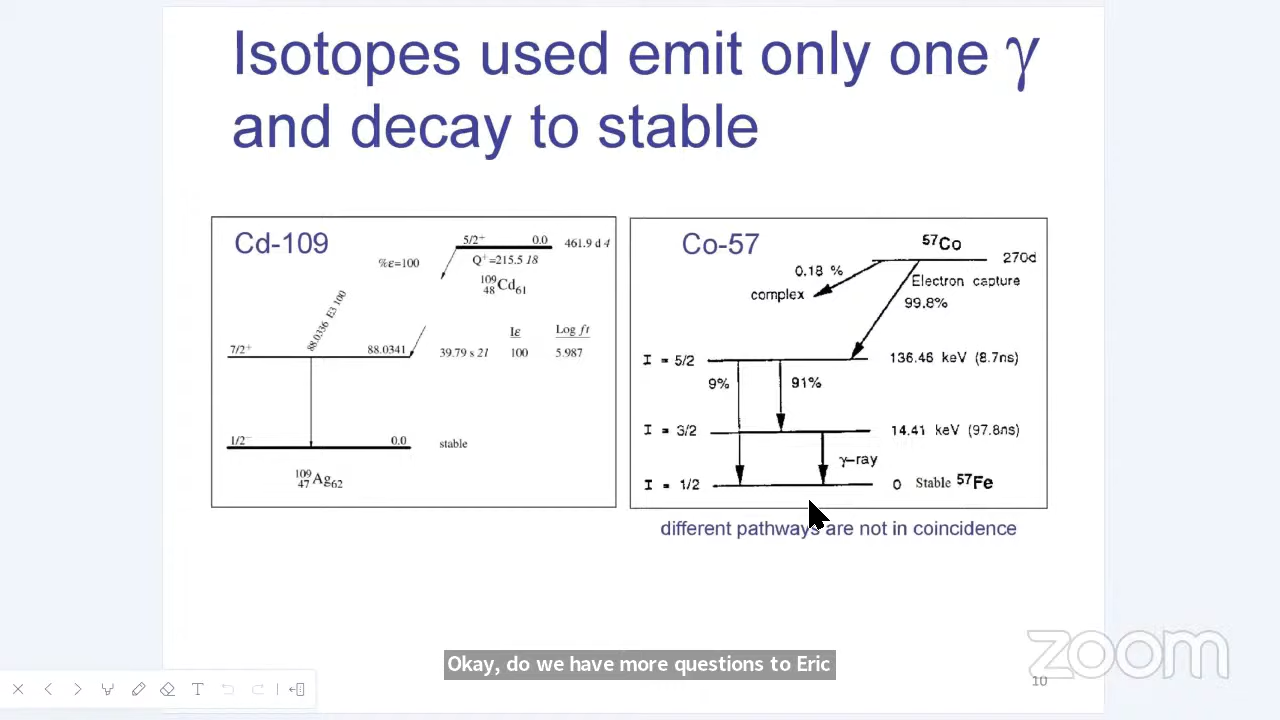 Isotopes used emit only one γ
and decay to stable
Cd-109
5/2⁺ 0.0 461.9 d 4
%ε=100
Q⁺=215.5 18
¹⁰⁹₄₈Cd₆₁
88.0336 E3 100
Iε Log ft
7/2⁺ 88.0341 39.79 s 21 100 5.987
1/2⁻ 0.0 stable
¹⁰⁹₄₇Ag₆₂
Co-57
⁵⁷Co
270d
0.18 %
complex
Electron capture
99.8%
I = 5/2 136.46 keV (8.7ns)
9% 91%
I = 3/2 14.41 keV (97.8ns)
γ-ray
I = 1/2 0 Stable ⁵⁷Fe
different pathways are not in coincidence
Okay, do we have more questions to Eric
zoom
10
T